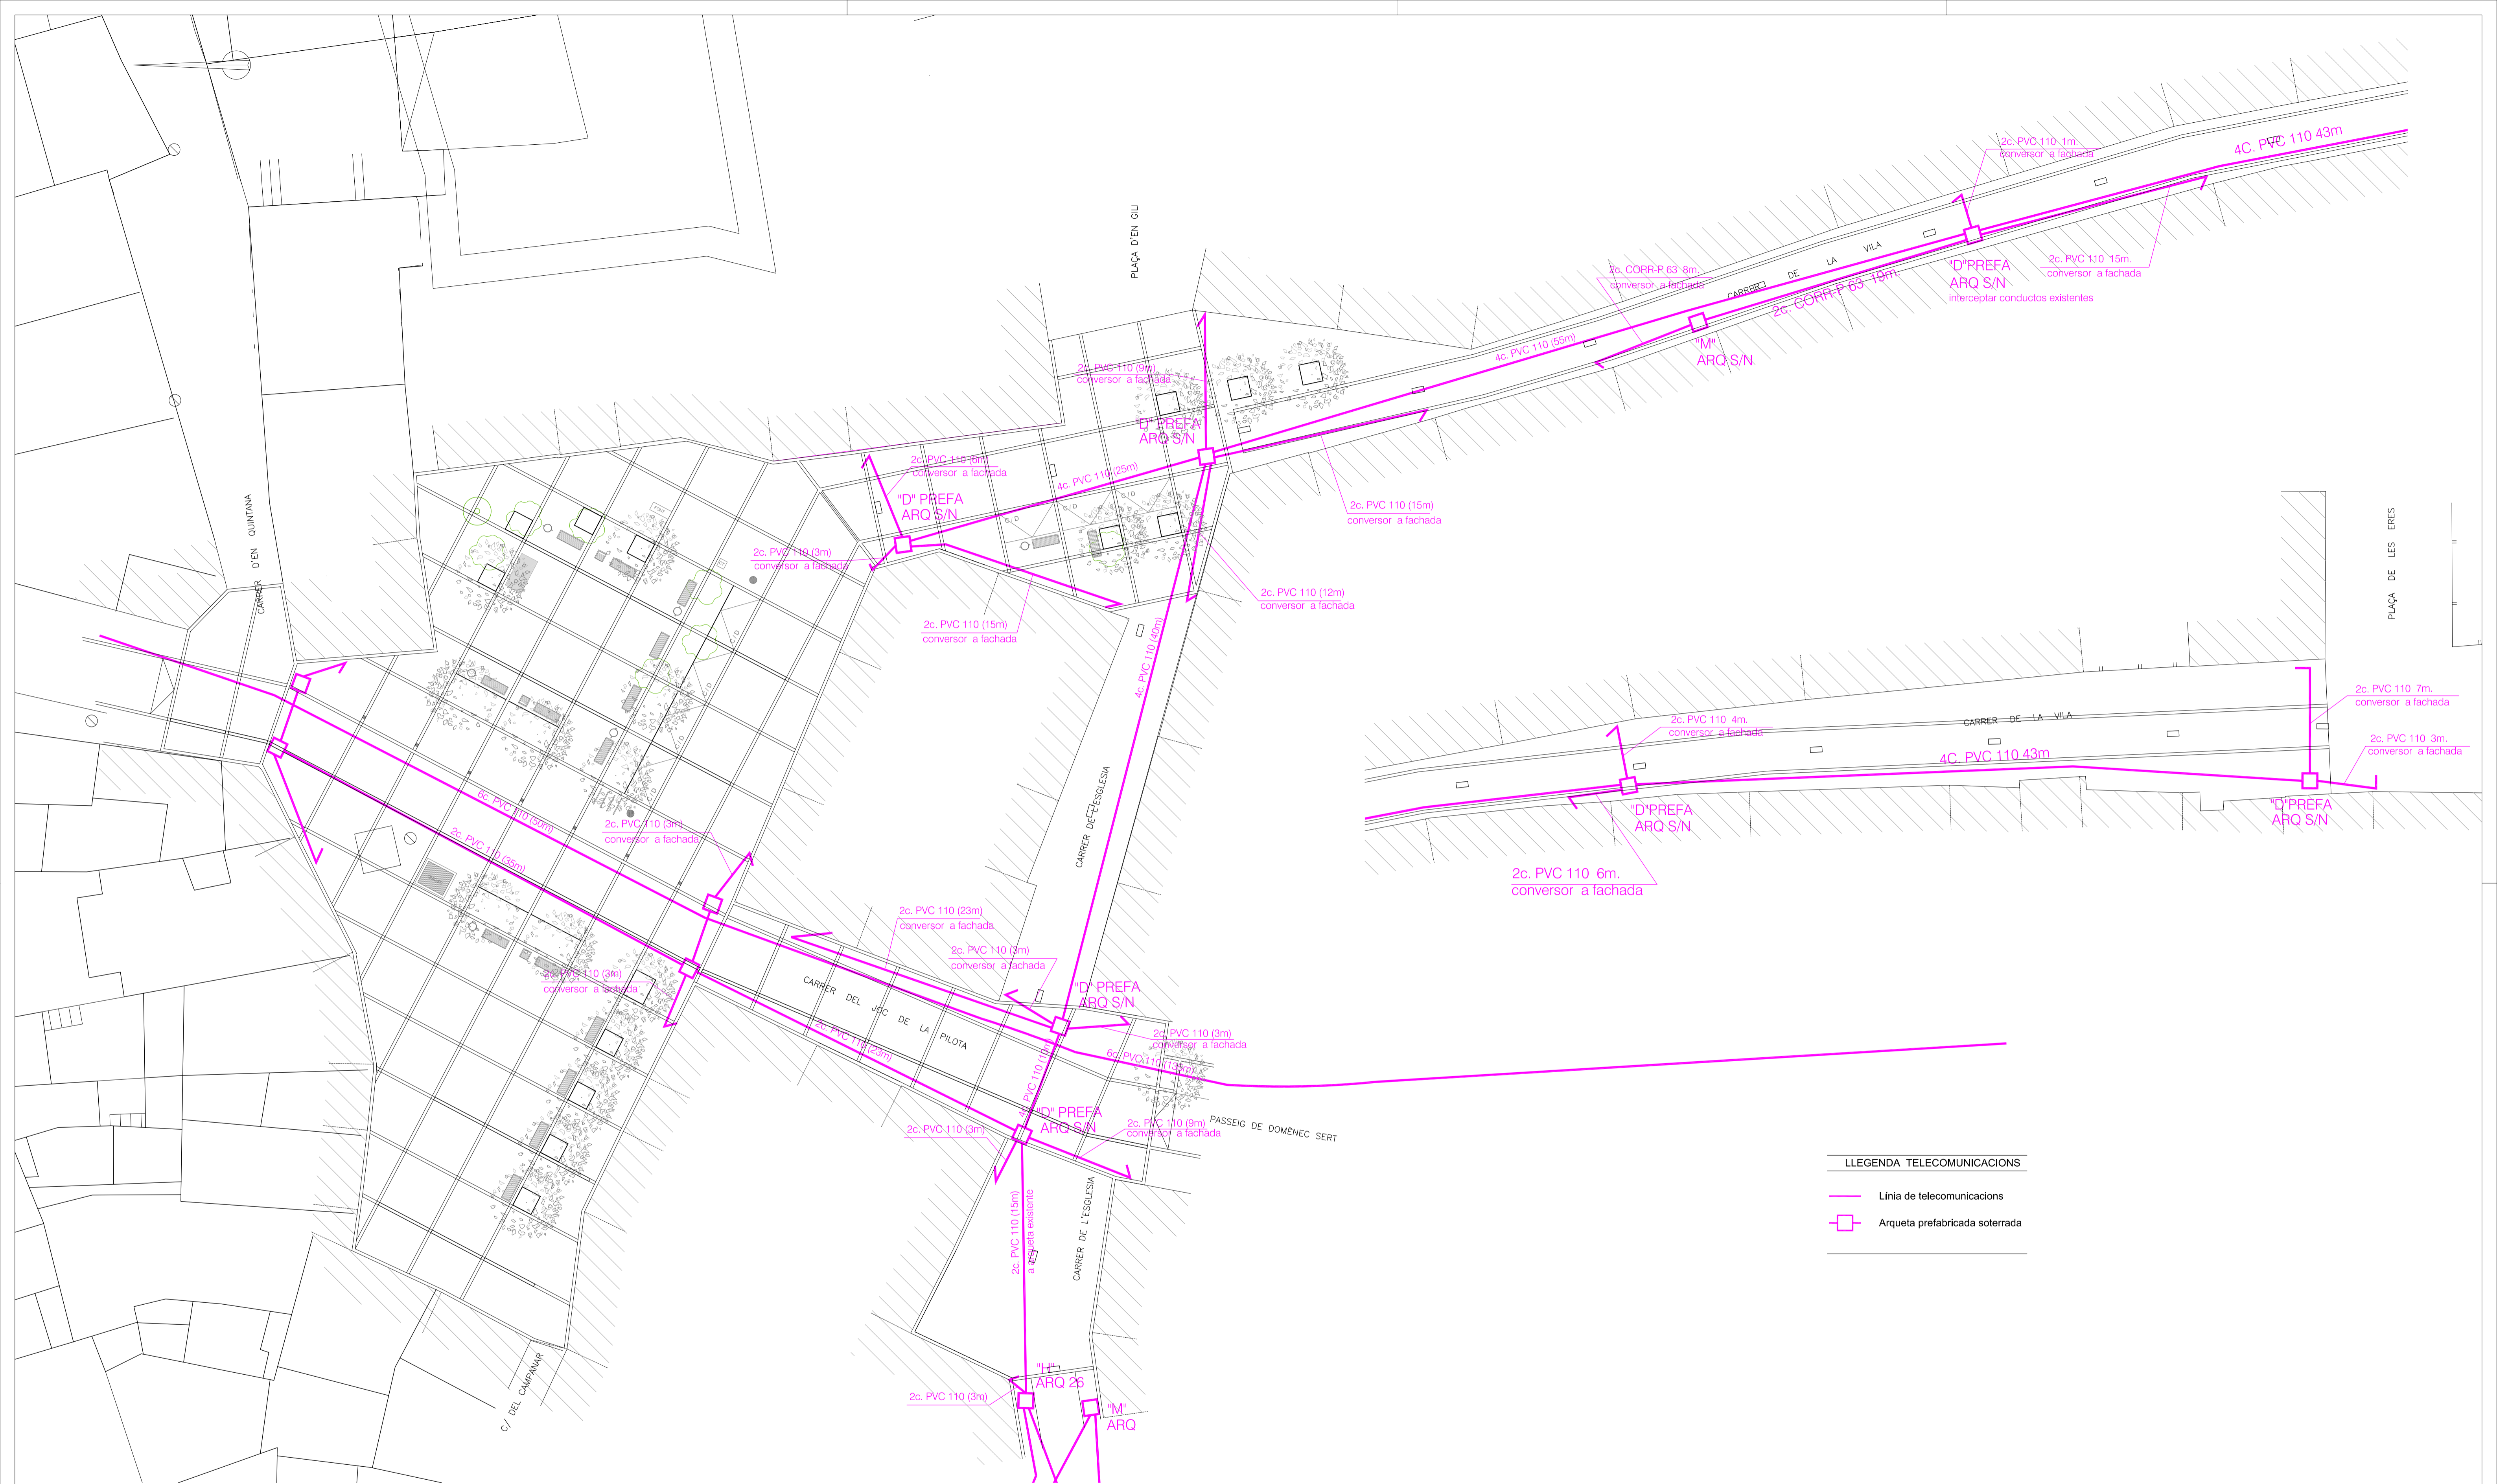 PLAÇA D'EN GILI
2c. PVC 110 1m.
conversor a fachada
4C. PVC 110 43m
VILA
LA
DE
CARRER
2c. PVC 110 15m.
conversor a fachada
"D"PREFA
ARQ S/N
interceptar conductos existentes
2c. CORR-P 63 8m.
conversor a fachada
2c. CORR-P 63 19m.
"M"
ARQ S/N
4c. PVC 110 (55m)
2c. PVC 110 (9m)
conversor a fachada
"D" PREFA
ARQ S/N
2c. PVC 110 (6m)
conversor a fachada
4c. PVC 110 (25m)
"D" PREFA
ARQ S/N
C/D
C/D
C/D
2c. PVC 110 (15m)
conversor a fachada
2c. PVC 110 (3m)
conversor a fachada
2c. PVC 110 (12m)
conversor a fachada
2c. PVC 110 (15m)
conversor a fachada
CARRER D'EN QUINTANA
FONT
C/D
C/D
C/D
C/D
4c. PVC 110 (40m)
CARRER DE L'ESGLESIA
PLAÇA DE LES ERES
2c. PVC 110 7m.
conversor a fachada
2c. PVC 110 4m.
conversor a fachada
CARRER DE LA VILA
4C. PVC 110 43m
2c. PVC 110 3m.
conversor a fachada
"D"PREFA
ARQ S/N
"D"PREFA
ARQ S/N
2c. PVC 110 6m.
conversor a fachada
6c. PVC 110 (50m)
2c. PVC 110 (35m)
2c. PVC 110 (3m)
conversor a fachada
2c. PVC 110 (23m)
conversor a fachada
2c. PVC 110 (3m)
conversor a fachada
2c. PVC 110 (3m)
conversor a fachada
CARRER DEL JOC DE LA PILOTA
"D" PREFA
ARQ S/N
2c. PVC 110 (3m)
conversor a fachada
2c. PVC 110 (23m)
4c. PVC 110 (10m)
6c. PVC 110 (135m)
"D" PREFA
ARQ S/N
2c. PVC 110 (9m)
conversor a fachada
2c. PVC 110 (3m)
PASSEIG DE DOMÈNEC SERT
2c. PVC 110 (15m)
a arqueta existente
CARRER DE L'ESGLESIA
LLEGENDA TELECOMUNICACIONS
Línia de telecomunicacions
Arqueta prefabricada soterrada
C/ DEL CAMPANAR
"H"
ARQ 26
2c. PVC 110 (3m)
"M"
ARQ